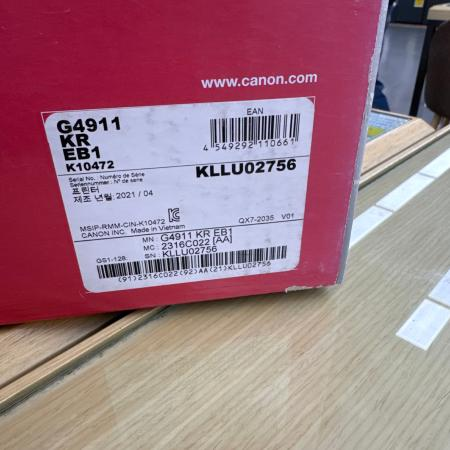 www.canon.com
G4911
KR
EB1
K10472
EAN
4 549292 110661
Serial No. Numéro de Série
Seriennummer Nº de serie
KLLU02756
프린터
제조 년월: 2021 / 04
MSIP-RMM-CIN-K10472
CANON INC. Made in Vietnam
QX7-2035 V01
MN: G4911 KR EB1
MC: 2316C022 [AA]
GS1-128: SN: KLLU02756
(91)2316C022(92)AA(21)KLLU02756